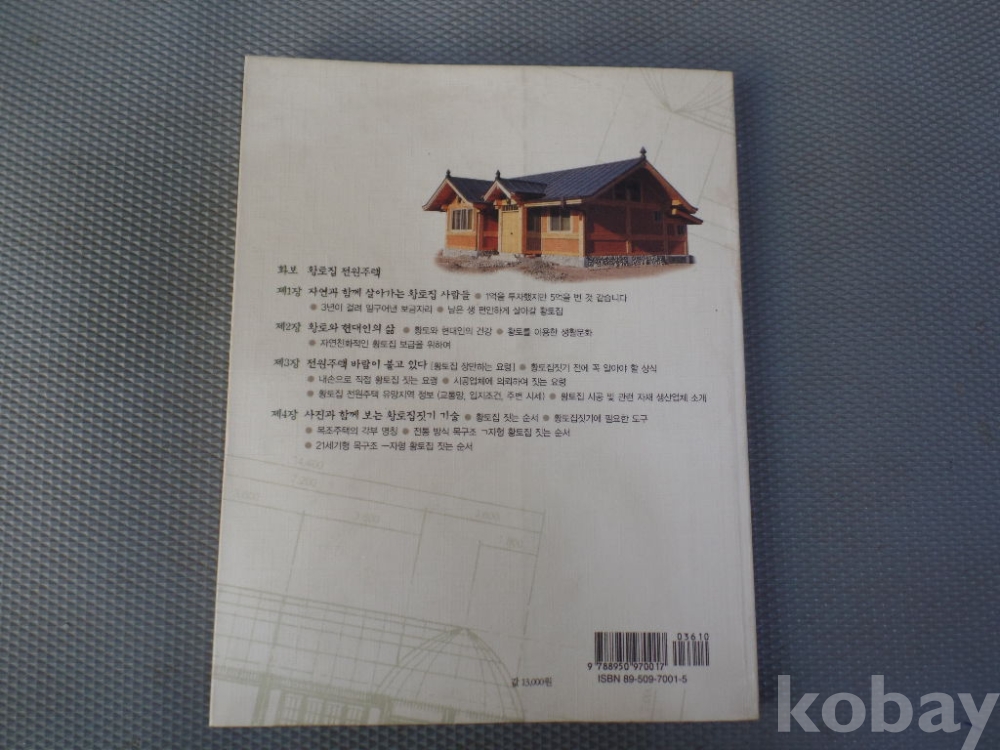 화보 황토집 전원주택
제1장 자연과 함께 살아가는 황토집 사람들 ● 1억을 투자했지만 5억을 번 것 같습니다
● 3년이 걸려 일구어낸 보금자리 ● 남은 생 편안하게 살아갈 황토집
제2장 황토와 현대인의 삶 ● 황토와 현대인의 건강 ● 황토를 이용한 생활문화
● 자연친화적인 황토집 보급을 위하여
제3장 전원주택 바람이 불고 있다 [황토집 장만하는 요령] ● 황토집짓기 전에 꼭 알아야 할 상식
● 내손으로 직접 황토집 짓는 요령 ● 시공업체에 의뢰하여 짓는 요령
● 황토집 전원주택 유망지역 정보 (교통망, 입지조건, 주변 시세) ● 황토집 시공 및 관련 자재 생산업체 소개
제4장 사진과 함께 보는 황토집짓기 기술 ● 황토집 짓는 순서 ● 황토집짓기에 필요한 도구
● 목조주택의 각부 명칭 ● 전통 방식 목구조 ㄱ자형 황토집 짓는 순서
● 21세기형 목구조 ㅡ자형 황토집 짓는 순서
7,200
3,600
1,800
03610
9 788950 970017
ISBN 89-509-7001-5
값 13,000원
kobay